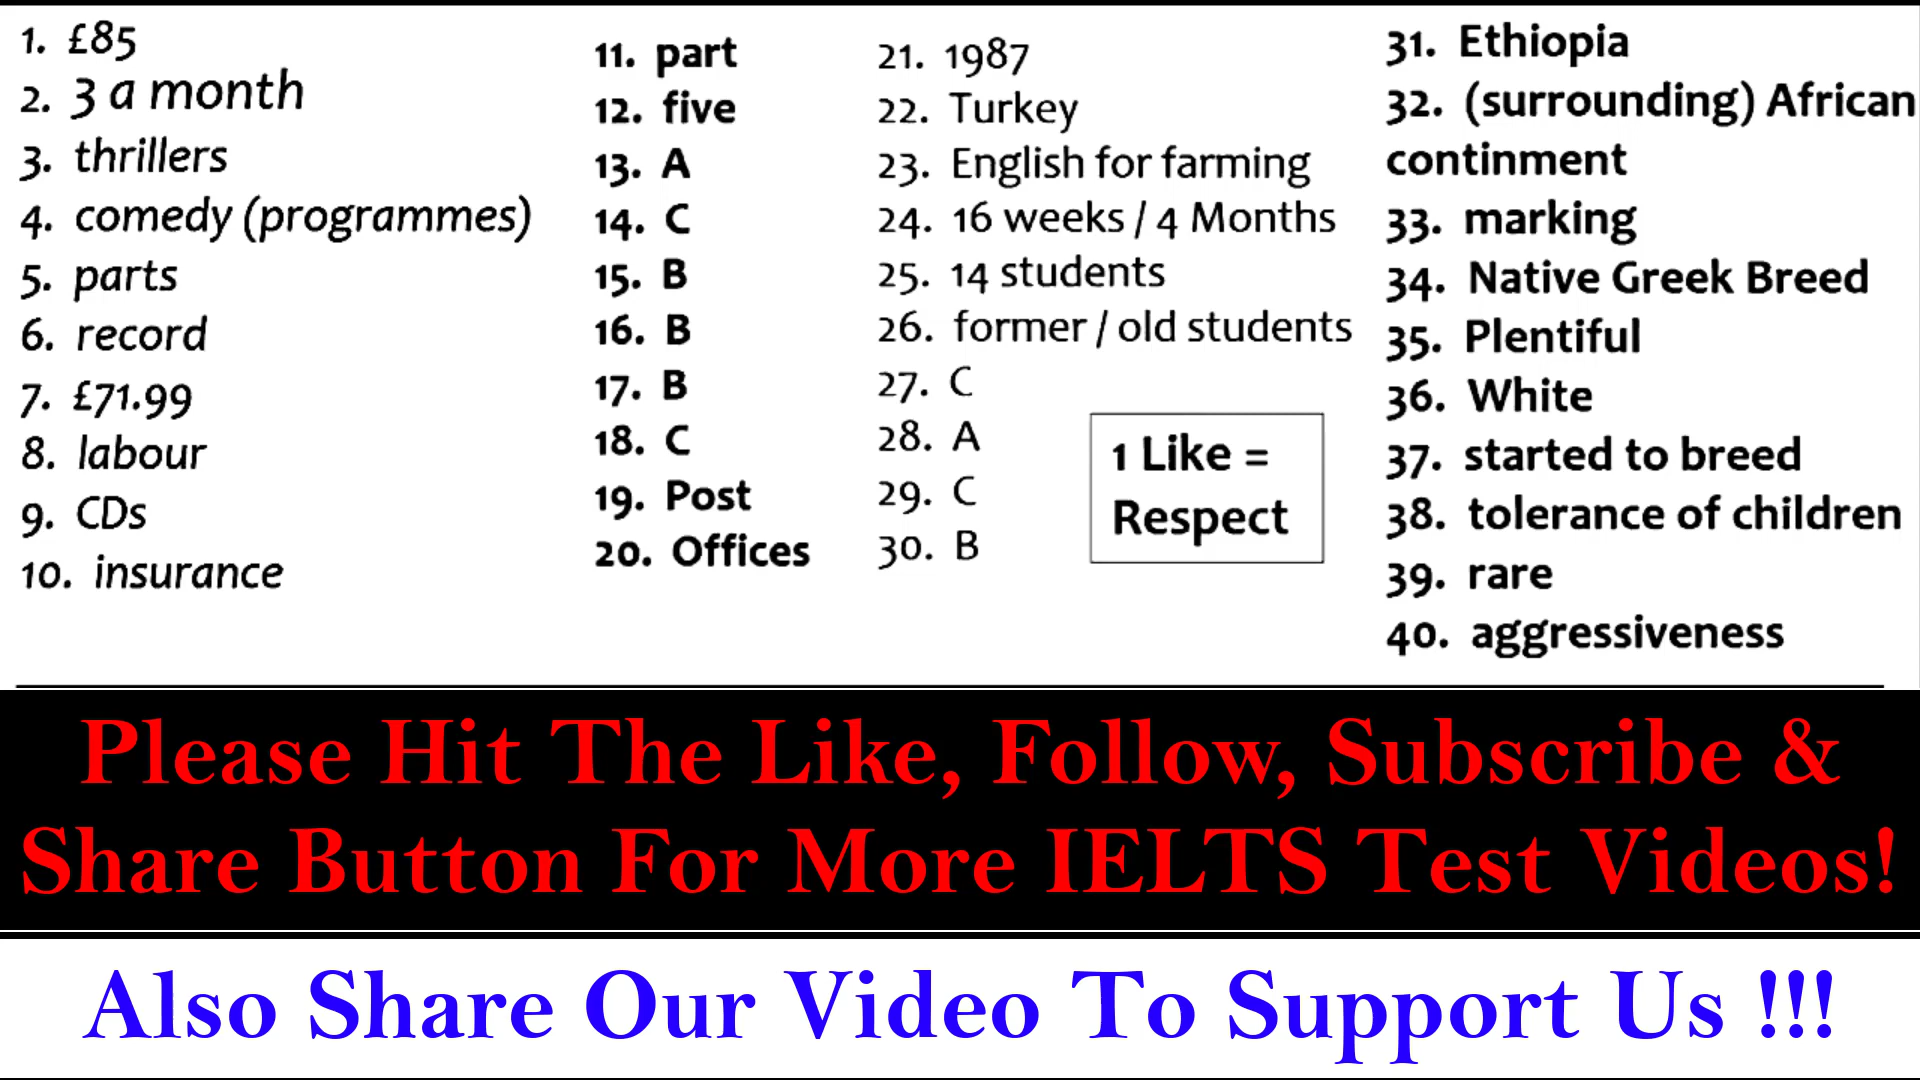 1. £85
2. 3 a month
3. thrillers
4. comedy (programmes)
5. parts
6. record
7. £71.99
8. labour
9. CDs
10. insurance
11. part
12. five
13. A
14. C
15. B
16. B
17. B
18. C
19. Post
20. Offices
21. 1987
22. Turkey
23. English for farming
24. 16 weeks / 4 Months
25. 14 students
26. former / old students
27. C
28. A
29. C
30. B
1 Like =
Respect
31. Ethiopia
32. (surrounding) African
continment
33. marking
34. Native Greek Breed
35. Plentiful
36. White
37. started to breed
38. tolerance of children
39. rare
40. aggressiveness
Please Hit The Like, Follow, Subscribe &
Share Button For More IELTS Test Videos!
Also Share Our Video To Support Us !!!